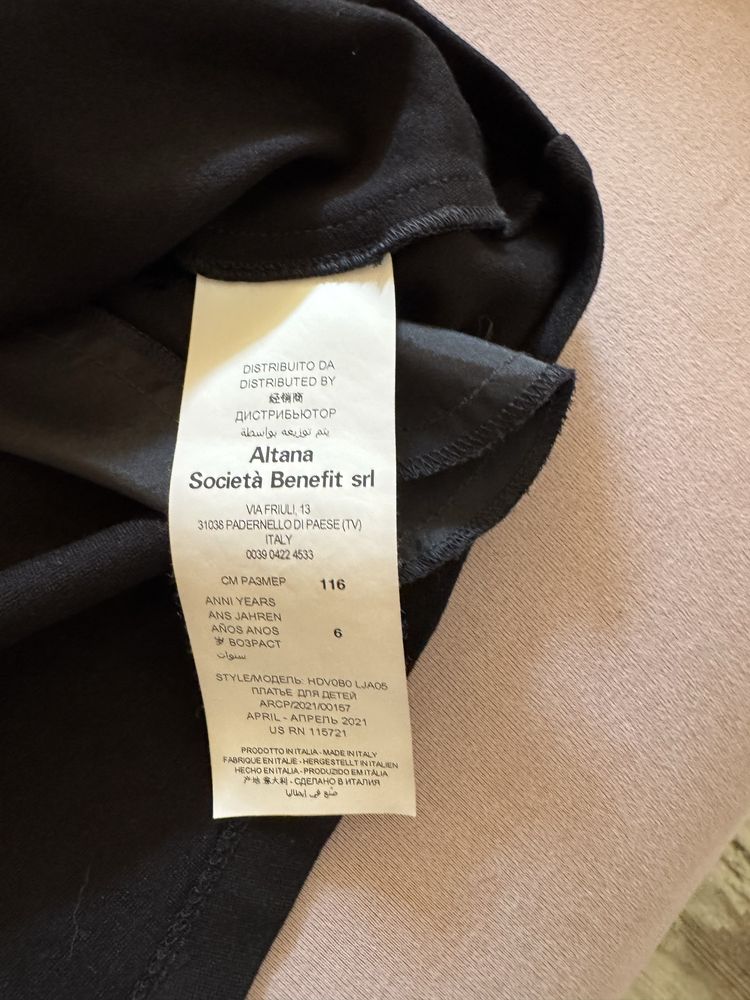 DISTRIBUITO DA
DISTRIBUTED BY
经销商
ДИСТРИБЬЮТОР
يتم توزيعه بواسطة
Altana
Società Benefit srl
VIA FRIULI, 13
31038 PADERNELLO DI PAESE (TV)
ITALY
0039 0422 4533
CM РАЗМЕР 116
ANNI YEARS
ANS JAHREN
AÑOS ANOS 6
岁 ВОЗРАСТ
سنوات
STYLE/МОДЕЛЬ: HDV0B0 LJA05
ПЛАТЬЕ ДЛЯ ДЕТЕЙ
ARCP/2021/00157
APRIL - АПРЕЛЬ 2021
US RN 115721
PRODOTTO IN ITALIA - MADE IN ITALY
FABRIQUE EN ITALIE - HERGESTELLT IN ITALIEN
HECHO EN ITALIA - PRODUZIDO EM ITÁLIA
产地 意大利 - СДЕЛАНО В ИТАЛИЯ
صنع في إيطاليا